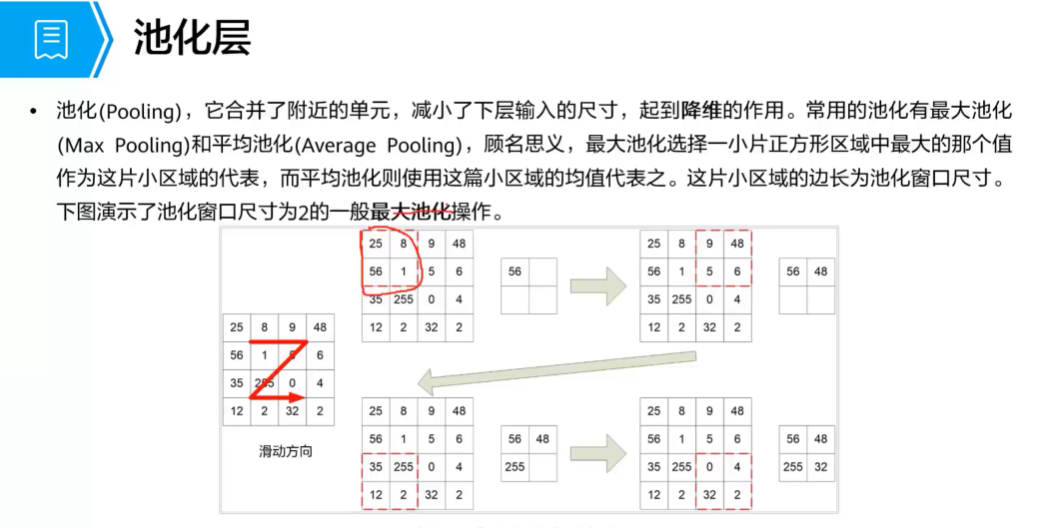 池化层
• 池化(Pooling)，它合并了附近的单元，减小了下层输入的尺寸，起到降维的作用。常用的池化有最大池化
(Max Pooling)和平均池化(Average Pooling)，顾名思义，最大池化选择一小片正方形区域中最大的那个值
作为这片小区域的代表，而平均池化则使用这篇小区域的均值代表之。这片小区域的边长为池化窗口尺寸。
下图演示了池化窗口尺寸为2的一般最大池化操作。
25 8 9 48
56 1 5 6
35 255 0 4
12 2 32 2
56
25 8 9 48
56 1 5 6
35 255 0 4
12 2 32 2
56 48
25 8 9 48
56 1 6
35 255 0 4
12 2 32 2
滑动方向
25 8 9 48
56 1 5 6
35 255 0 4
12 2 32 2
56 48
255
25 8 9 48
56 1 5 6
35 255 0 4
12 2 32 2
56 48
255 32